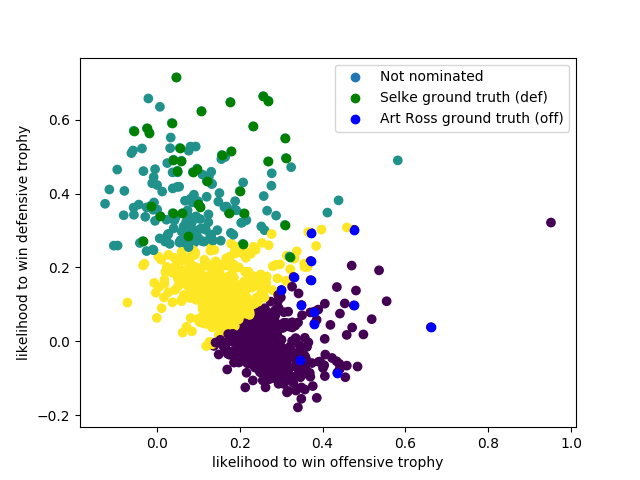 Not nominated
Selke ground truth (def)
Art Ross ground truth (off)
0.6
0.4
0.2
0.0
−0.2
likelihood to win defensive trophy
0.0
0.2
0.4
0.6
0.8
1.0
likelihood to win offensive trophy